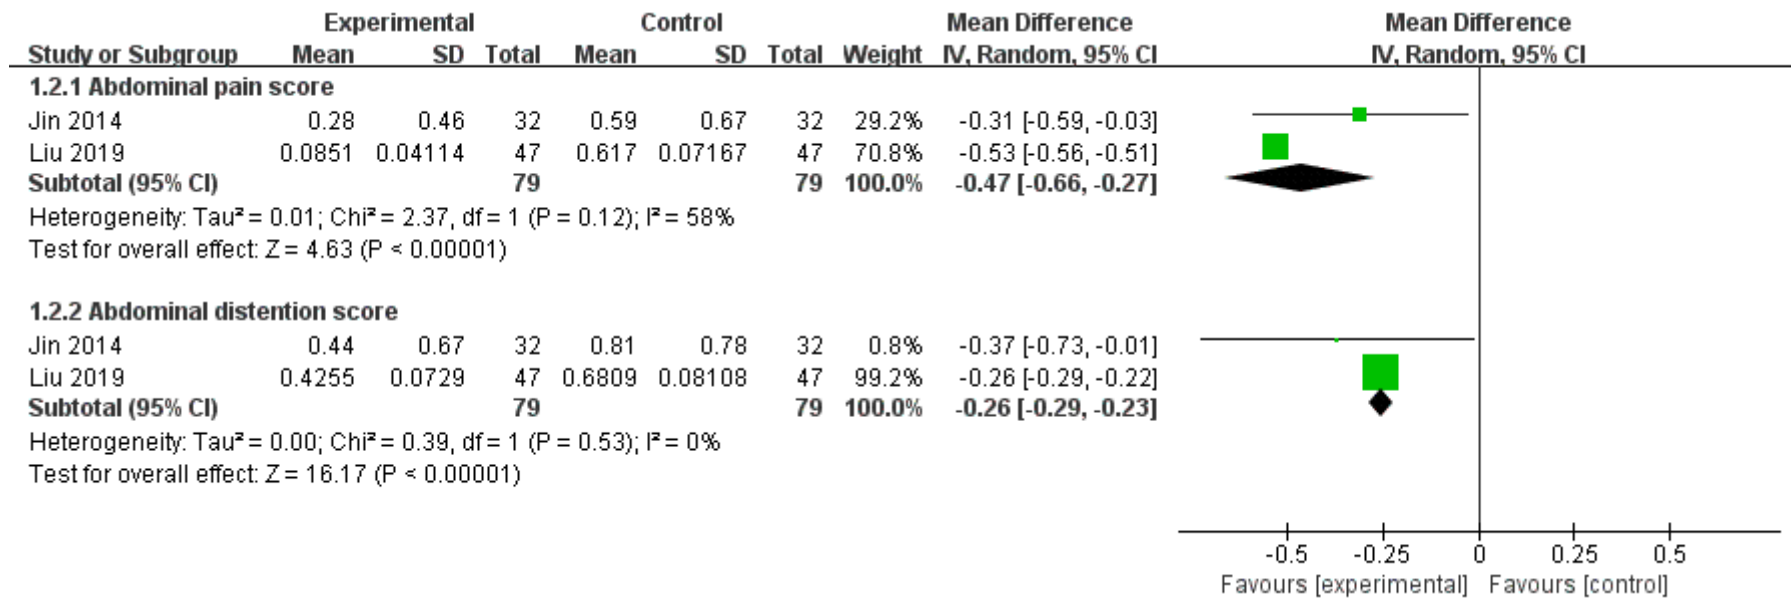 Experimental Control Mean Difference Mean Difference
Study or Subgroup Mean SD Total Mean SD Total Weight IV, Random, 95% CI IV, Random, 95% CI
1.2.1 Abdominal pain score
Jin 2014 0.28 0.46 32 0.59 0.67 32 29.2% -0.31 [-0.59, -0.03]
Liu 2019 0.0851 0.04114 47 0.617 0.07167 47 70.8% -0.53 [-0.56, -0.51]
Subtotal (95% CI) 79 79 100.0% -0.47 [-0.66, -0.27]
Heterogeneity: Tau² = 0.01; Chi² = 2.37, df = 1 (P = 0.12); I² = 58%
Test for overall effect: Z = 4.63 (P < 0.00001)
1.2.2 Abdominal distention score
Jin 2014 0.44 0.67 32 0.81 0.78 32 0.8% -0.37 [-0.73, -0.01]
Liu 2019 0.4255 0.0729 47 0.6809 0.08108 47 99.2% -0.26 [-0.29, -0.22]
Subtotal (95% CI) 79 79 100.0% -0.26 [-0.29, -0.23]
Heterogeneity: Tau² = 0.00; Chi² = 0.39, df = 1 (P = 0.53); I² = 0%
Test for overall effect: Z = 16.17 (P < 0.00001)
-0.5 -0.25 0 0.25 0.5
Favours [experimental] Favours [control]